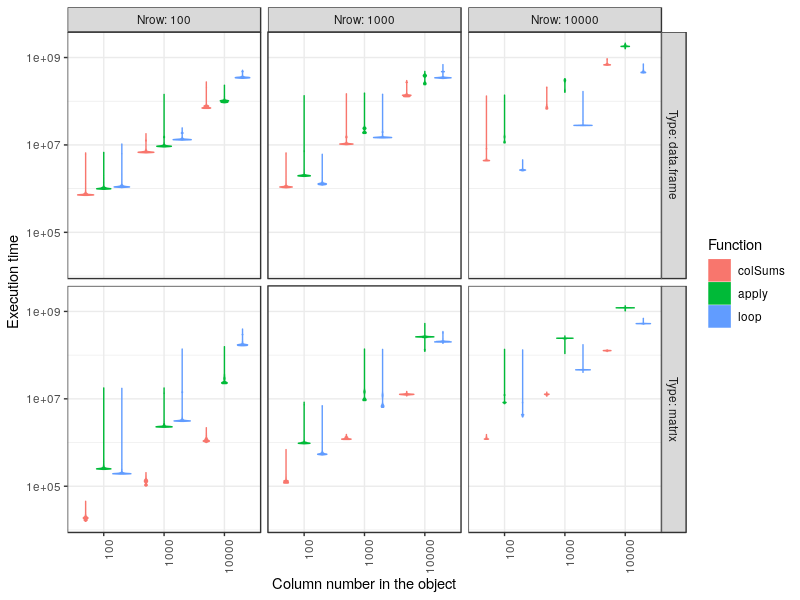 Nrow: 100
Nrow: 1000
Nrow: 10000
1e+09
1e+07
1e+05
Type: data.frame
1e+09
1e+07
1e+05
Type: matrix
Execution time
100
1000
10000
100
1000
10000
100
1000
10000
Column number in the object
Function
colSums
apply
loop